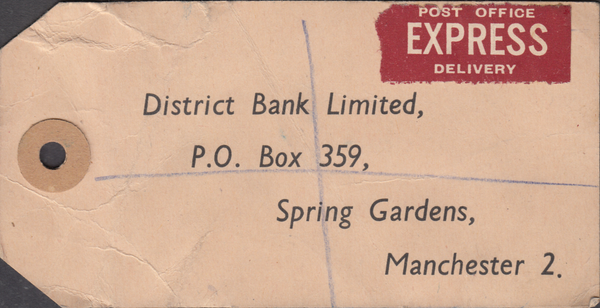 POST OFFICE
EXPRESS
DELIVERY
District Bank Limited,
P.O. Box 359,
Spring Gardens,
Manchester 2.